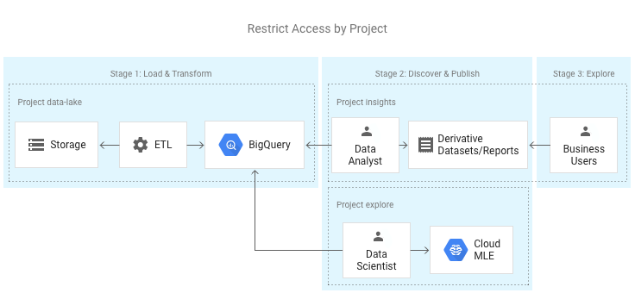 Restrict Access by Project
Stage 1: Load & Transform
Stage 2: Discover & Publish
Stage 3: Explore
Project data-lake
Project insights
Storage
ETL
BigQuery
Data
Analyst
Derivative
Datasets/Reports
Business
Users
Project explore
Data
Scientist
Cloud
MLE